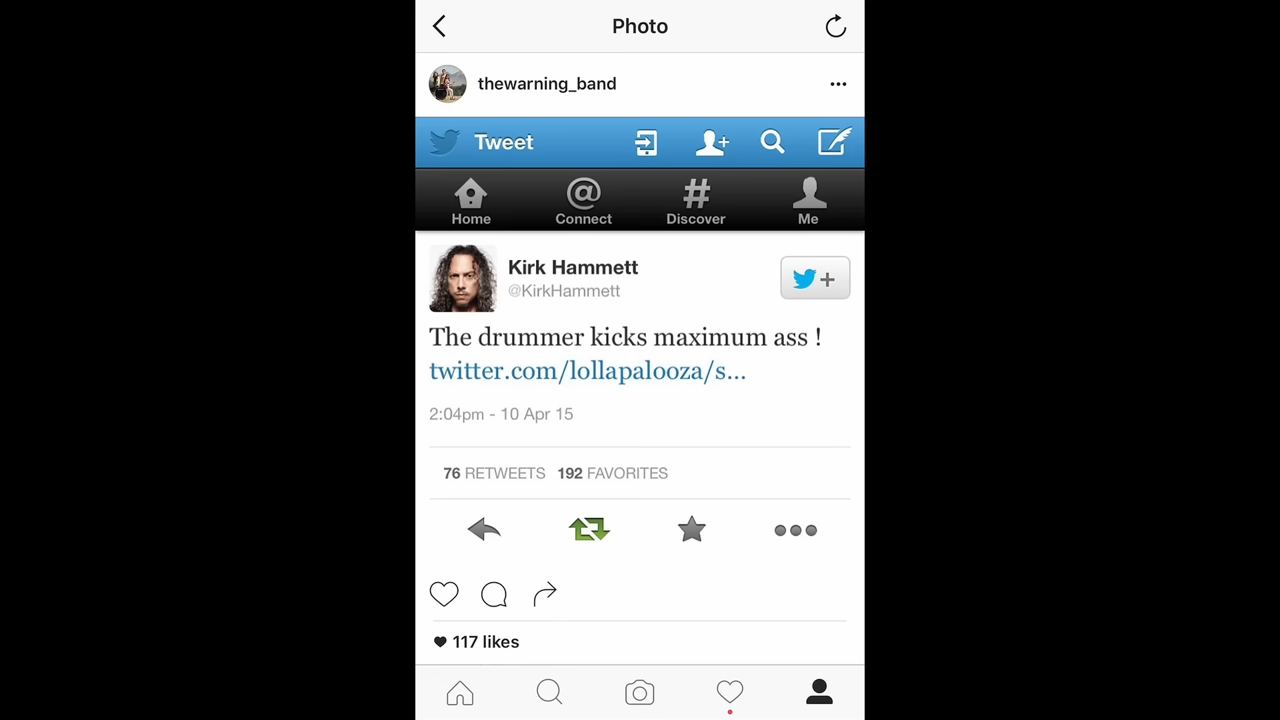 Photo
thewarning_band
Tweet
Home
Connect
Discover
Me
Kirk Hammett
@KirkHammett
The drummer kicks maximum ass !
twitter.com/lollapalooza/s...
2:04pm - 10 Apr 15
76 RETWEETS 192 FAVORITES
117 likes